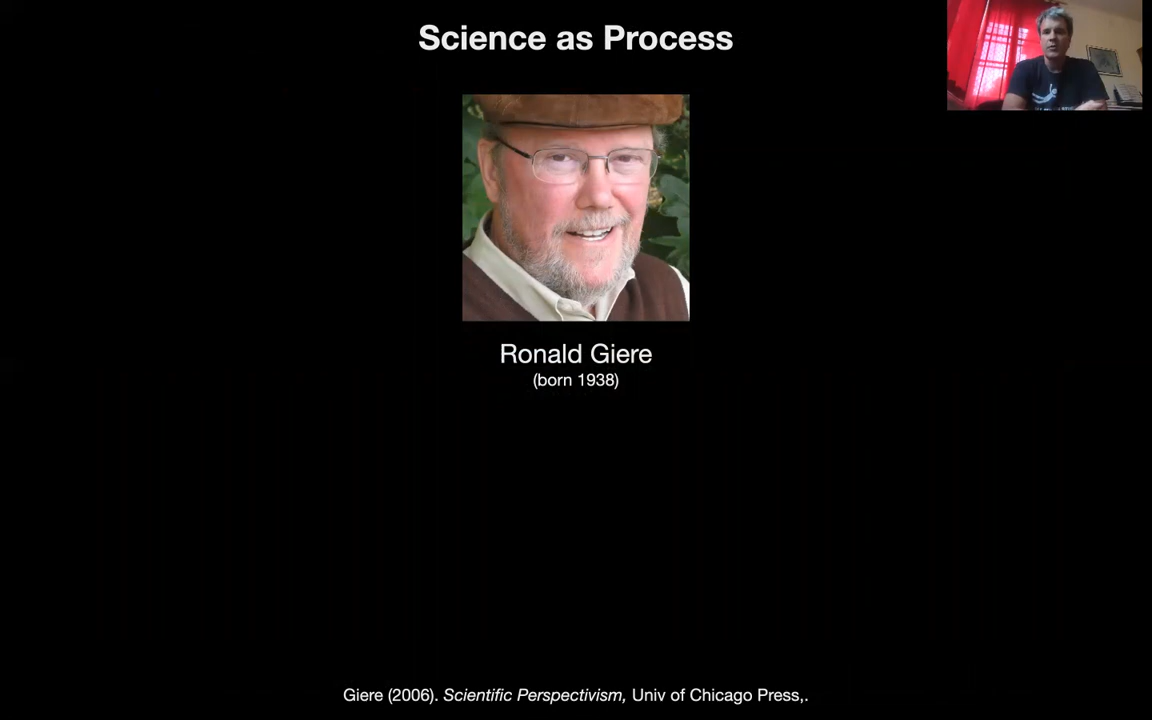 Science as Process
Ronald Giere
(born 1938)
Giere (2006). Scientific Perspectivism, Univ of Chicago Press,.